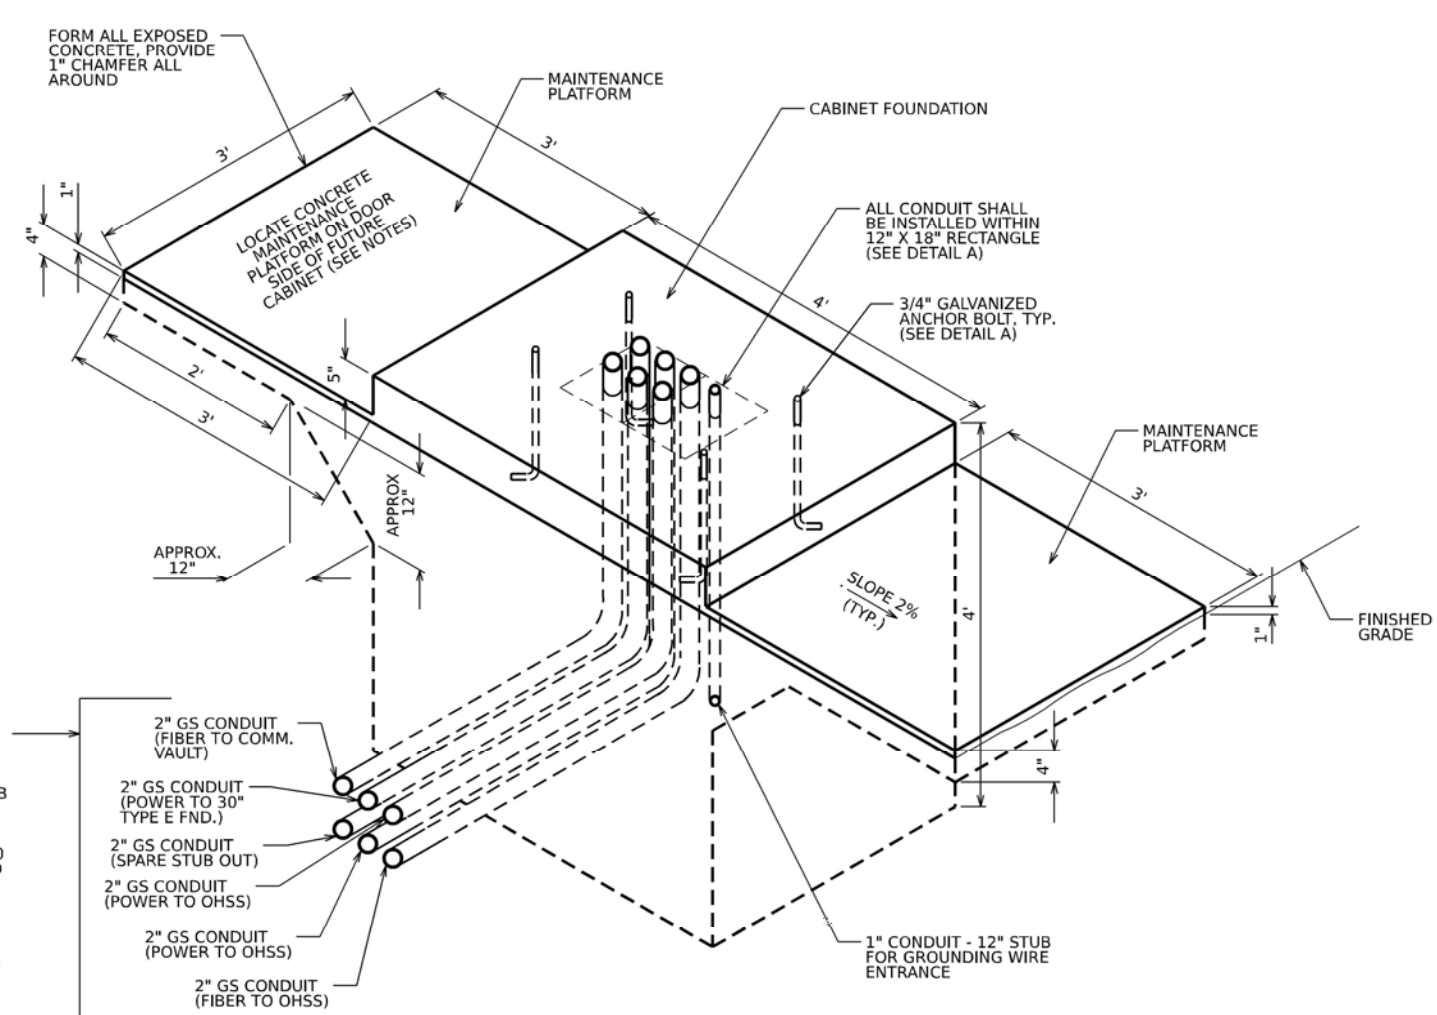 FORM ALL EXPOSED
CONCRETE, PROVIDE
1" CHAMFER ALL
AROUND
MAINTENANCE
PLATFORM
CABINET FOUNDATION
3'
3'
1"
4"
LOCATE CONCRETE
MAINTENANCE
PLATFORM ON DOOR
SIDE OF FUTURE
CABINET (SEE NOTES)
ALL CONDUIT SHALL
BE INSTALLED WITHIN
12" X 18" RECTANGLE
(SEE DETAIL A)
4'
3/4" GALVANIZED
ANCHOR BOLT, TYP.
(SEE DETAIL A)
5"
2'
3'
MAINTENANCE
PLATFORM
3'
APPROX
12"
APPROX.
12"
SLOPE 2%
(TYP.)
4'
1"
FINISHED
GRADE
4"
2" GS CONDUIT
(FIBER TO COMM.
VAULT)
2" GS CONDUIT
(POWER TO 30"
TYPE E FND.)
2" GS CONDUIT
(SPARE STUB OUT)
2" GS CONDUIT
(POWER TO OHSS)
2" GS CONDUIT
(POWER TO OHSS)
2" GS CONDUIT
(FIBER TO OHSS)
1" CONDUIT - 12" STUB
FOR GROUNDING WIRE
ENTRANCE